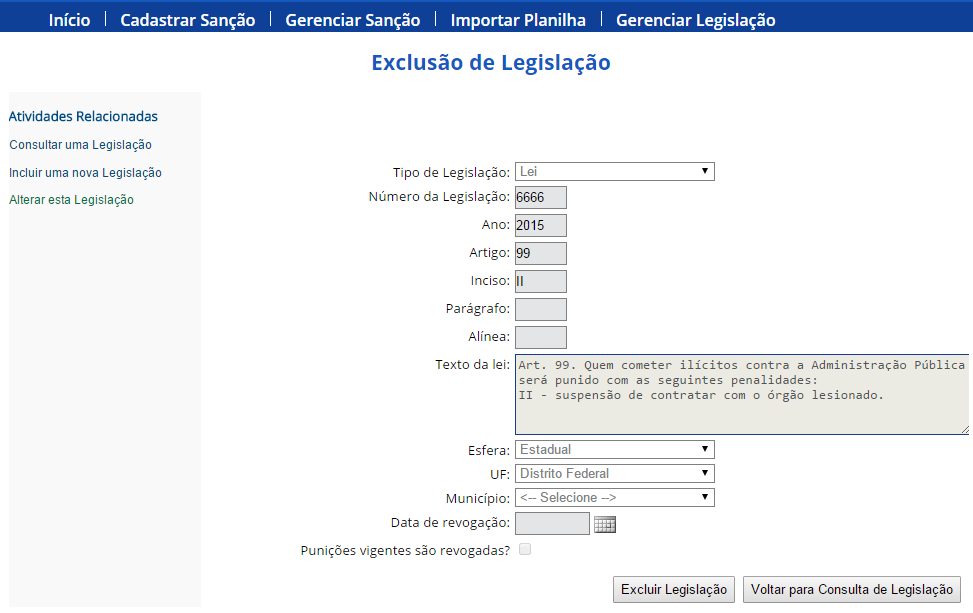 Início Cadastrar Sanção Gerenciar Sanção Importar Planilha Gerenciar Legislação
Exclusão de Legislação
Atividades Relacionadas
Consultar uma Legislação
Incluir uma nova Legislação
Alterar esta Legislação
Tipo de Legislação: Lei
Número da Legislação: 6666
Ano: 2015
Artigo: 99
Inciso: II
Parágrafo:
Alínea:
Texto da lei: Art. 99. Quem cometer ilícitos contra a Administração Pública
será punido com as seguintes penalidades:
II - suspensão de contratar com o órgão lesionado.
Esfera: Estadual
UF: Distrito Federal
Município: <-- Selecione -->
Data de revogação:
Punições vigentes são revogadas?
Excluir Legislação Voltar para Consulta de Legislação